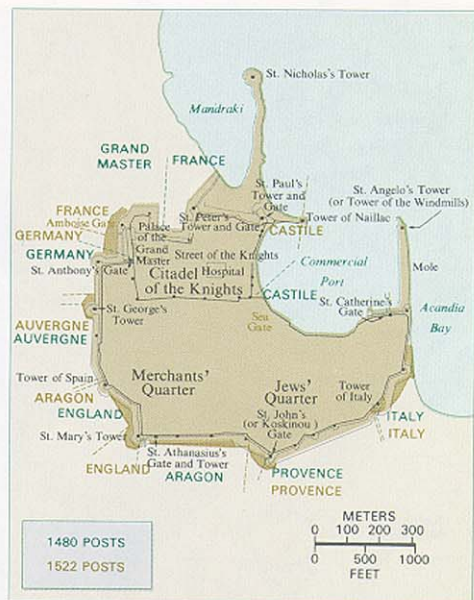 St. Nicholas's Tower
Mandraki
GRAND
MASTER
FRANCE
St. Paul's
Tower and
Gate
St. Angelo's Tower
(or Tower of the Windmills)
FRANCE
Amboise Gate
GERMANY
St. Peter's
Tower and Gate
Tower of Naillac
CASTILE
Palace
of the
Grand
Master
Street of the Knights
GERMANY
St. Anthony's Gate
Citadel
of the Knights
Hospital
Commercial
Port
Mole
CASTILE
St. Catherine's
Gate
Acandia
Bay
Sea
Gate
St. George's
Tower
AUVERGNE
AUVERGNE
Tower of Spain
Merchants'
Quarter
Jews'
Quarter
Tower
of Italy
ARAGON
ENGLAND
St. John's
(or Koskinou)
Gate
ITALY
ITALY
St. Mary's Tower
St. Athanasius's
Gate and Tower
ENGLAND
ARAGON
PROVENCE
PROVENCE
1480 POSTS
1522 POSTS
METERS
0 100 200 300
0 500 1000
FEET